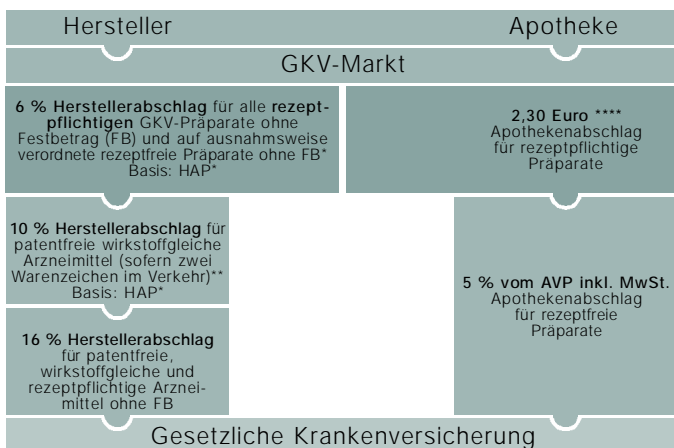 Hersteller
Apotheke
GKV-Markt
6 % Herstellerabschlag für alle rezept-
pflichtigen GKV-Präparate ohne
Festbetrag (FB) und auf ausnahmsweise
verordnete rezeptfreie Präparate ohne FB*
Basis: HAP*
2,30 Euro ****
Apothekenabschlag
für rezeptpflichtige
Präparate
10 % Herstellerabschlag für
patentfreie wirkstoffgleiche
Arzneimittel (sofern zwei
Warenzeichen im Verkehr)**
Basis: HAP*
5 % vom AVP inkl. MwSt.
Apothekenabschlag
für rezeptfreie
Präparate
16 % Herstellerabschlag
für patentfreie,
wirkstoffgleiche und
rezeptpflichtige Arznei-
mittel ohne FB
Gesetzliche Krankenversicherung